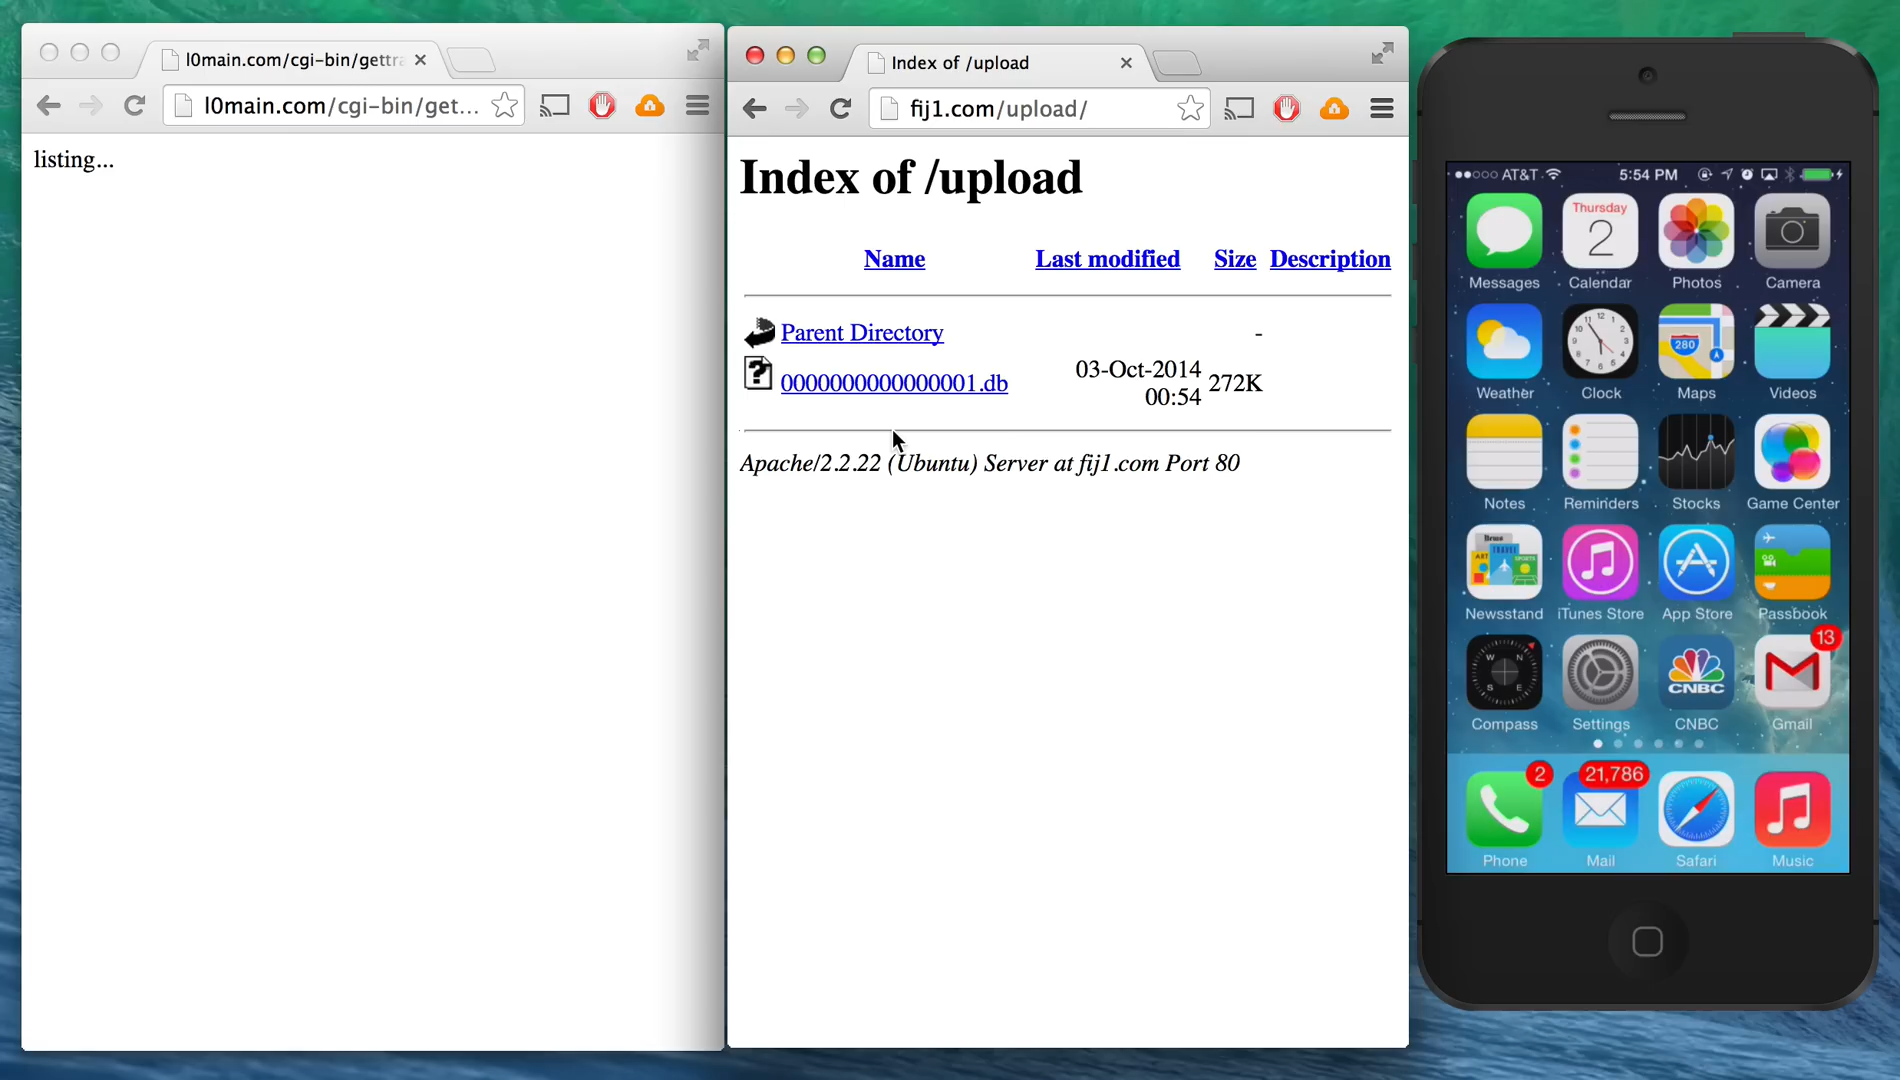 l0main.com/cgi-bin/gettra
l0main.com/cgi-bin/get...
listing...
Index of /upload
fij1.com/upload/
Index of /upload
Name Last modified Size Description
Parent Directory -
0000000000000001.db 03-Oct-2014 00:54 272K
Apache/2.2.22 (Ubuntu) Server at fij1.com Port 80
AT&T 5:54 PM
Thursday
2
Messages Calendar Photos Camera
280
Weather Clock Maps Videos
Notes Reminders Stocks Game Center
Newsstand iTunes Store App Store Passbook
N
W
E
S
CNBC
13
Compass Settings CNBC Gmail
2
21,786
Phone Mail Safari Music